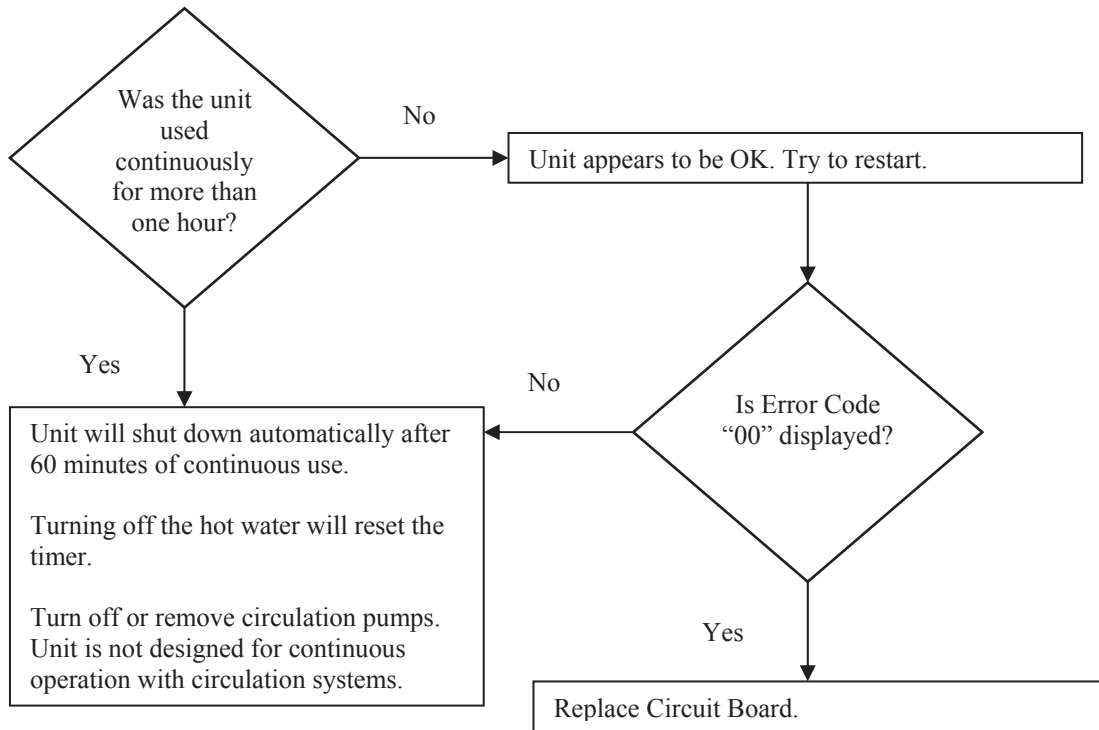 Was the unit
used
continuously
for more than
one hour?
No
Unit appears to be OK. Try to restart.
Yes
No
Is Error Code
“00” displayed?
Unit will shut down automatically after
60 minutes of continuous use.
Turning off the hot water will reset the
timer.
Turn off or remove circulation pumps.
Unit is not designed for continuous
operation with circulation systems.
Yes
Replace Circuit Board.